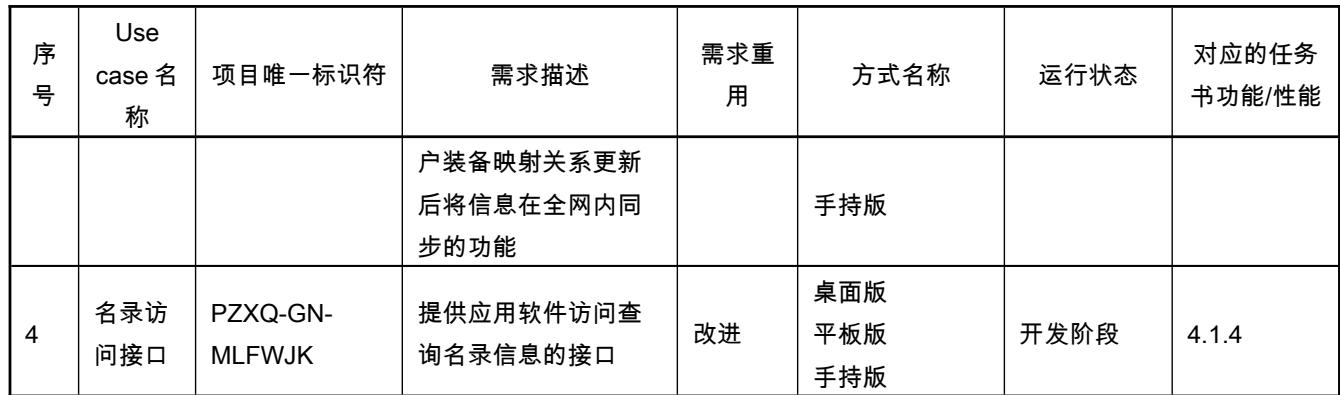 序号
Use case 名称
项目唯一标识符
需求描述
需求重用
方式名称
运行状态
对应的任务书功能/性能
户装备映射关系更新
后将信息在全网内同
步的功能
手持版
4
名录访
问接口
PZXQ-GN-
MLFWJK
提供应用软件访问查
询名录信息的接口
改进
桌面版
平板版
手持版
开发阶段
4.1.4